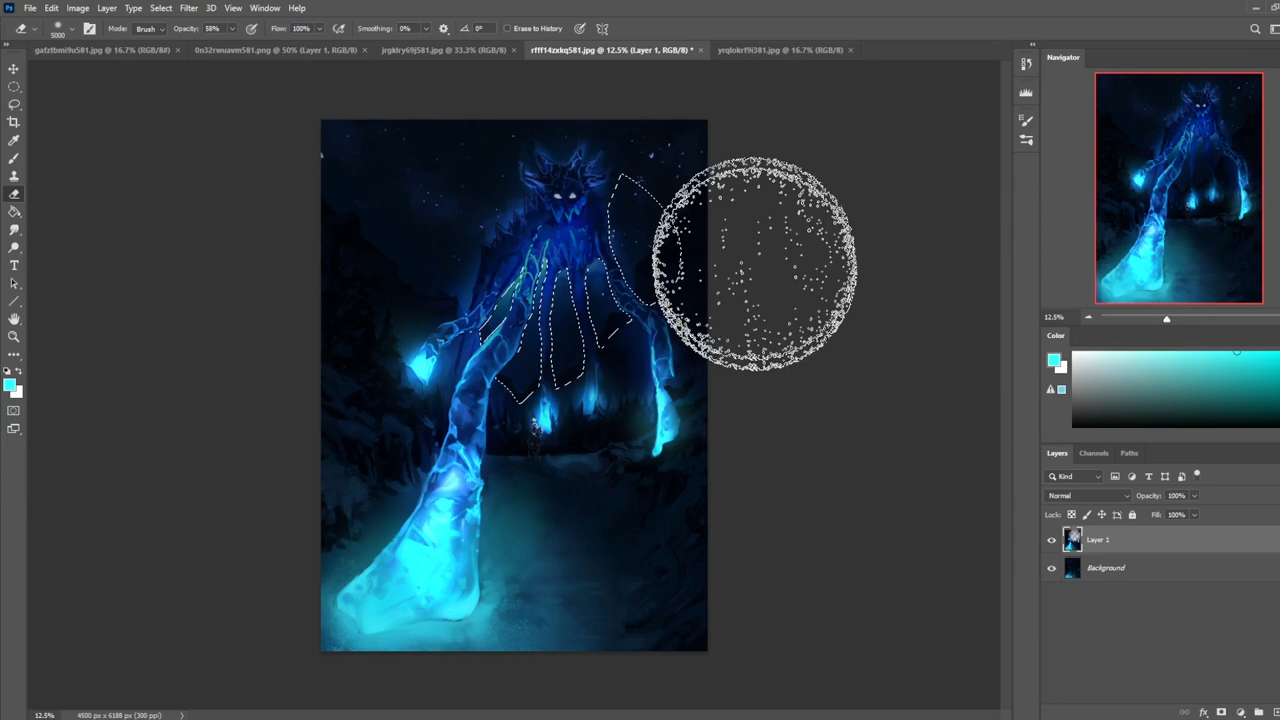 Ps File Edit Image Layer Type Select Filter 3D View Window Help
5000 Mode: Brush Opacity: 58% Flow: 100% Smoothing: 0% 0° Erase to History
gafztbmi9u581.jpg @ 16.7% (RGB/8#) × 0n32rwuavm581.png @ 50% (Layer 1, RGB/8) × jrgklry69j581.jpg @ 33.3% (RGB/8) × rfff14zxkq581.jpg @ 12.5% (Layer 1, RGB/8) * × yrqlokrf9i381.jpg @ 16.7% (RGB/8) ×
Navigator
12.5%
Color
Layers Channels Paths
Kind
Normal Opacity: 100%
Lock: Fill: 100%
Layer 1
Background
fx
12.5% 4500 px x 6188 px (300 ppi)